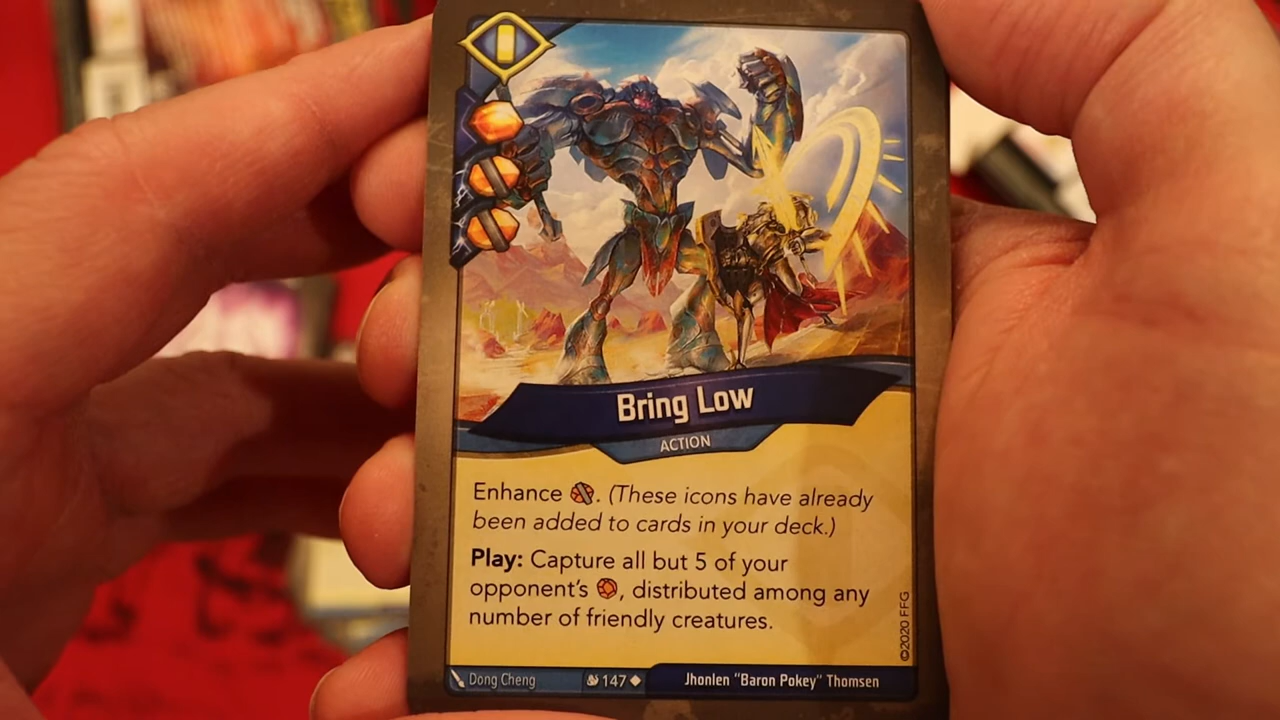 Bring Low
ACTION
Enhance . (These icons have already
been added to cards in your deck.)
Play: Capture all but 5 of your
opponent's , distributed among any
number of friendly creatures.
©2020 FFG
Dong Cheng
147
Jhonlen "Baron Pokey" Thomsen